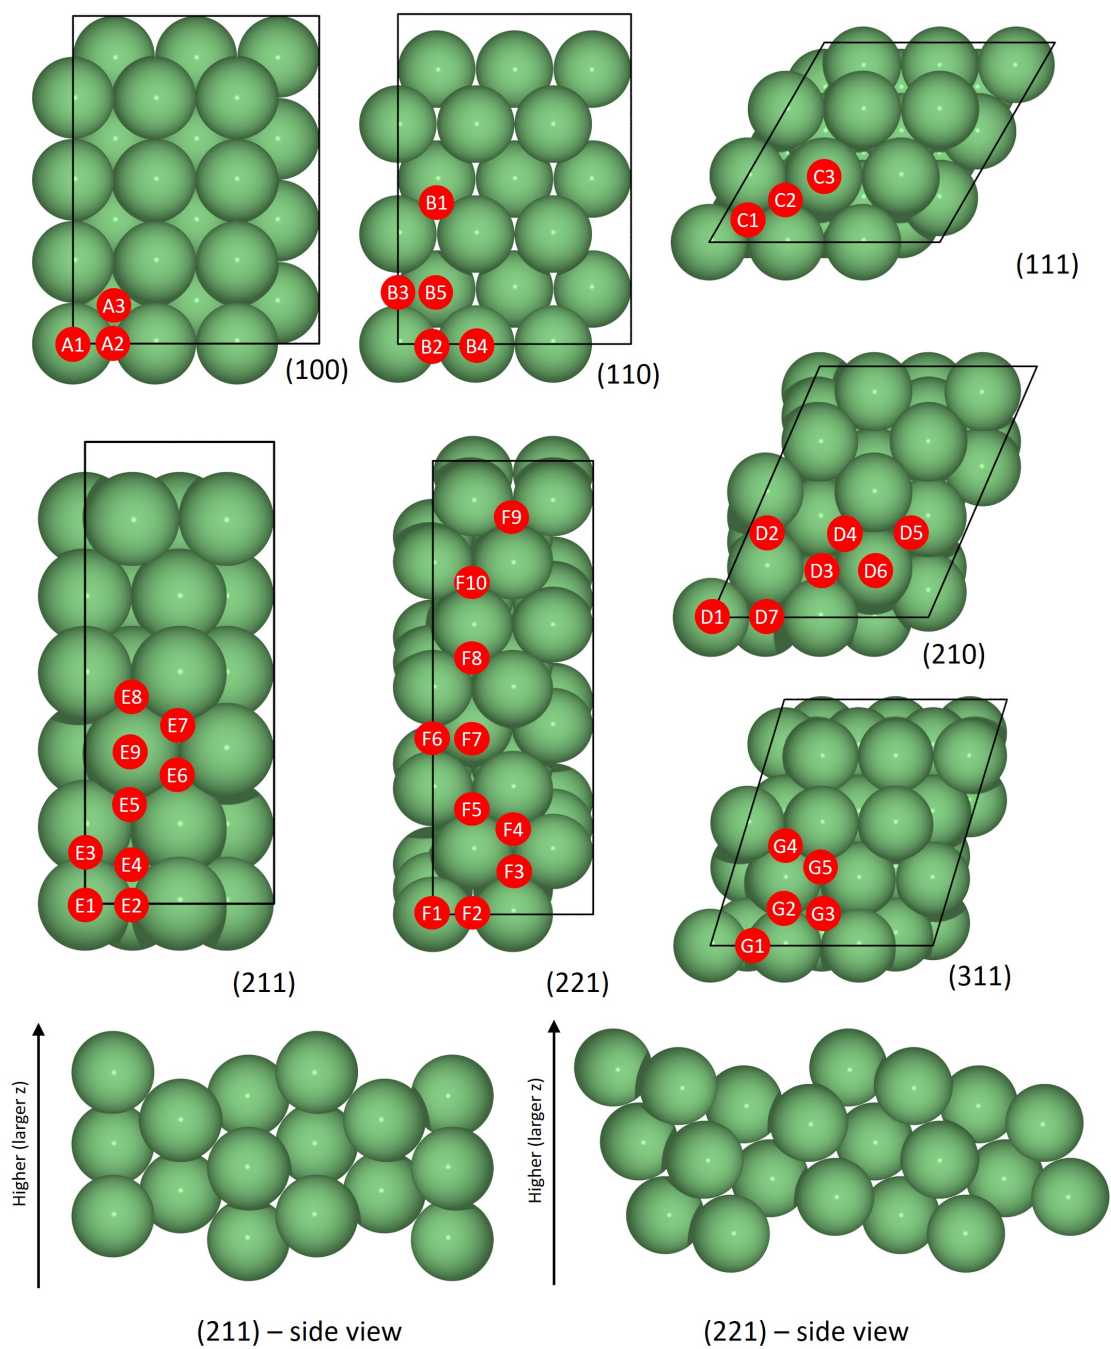 C3
C2
C1
(111)
B1
B3
B5
A3
A1
A2
B2
B4
(100)
(110)
F9
D2
D4
D5
F10
D3
D6
D1
D7
F8
(210)
E8
E7
F6
F7
E9
E6
E5
F5
F4
G4
E3
E4
F3
G5
E1
E2
F1
F2
G2
G3
G1
(211)
(221)
(311)
Higher (larger z)
Higher (larger z)
(211) – side view
(221) – side view